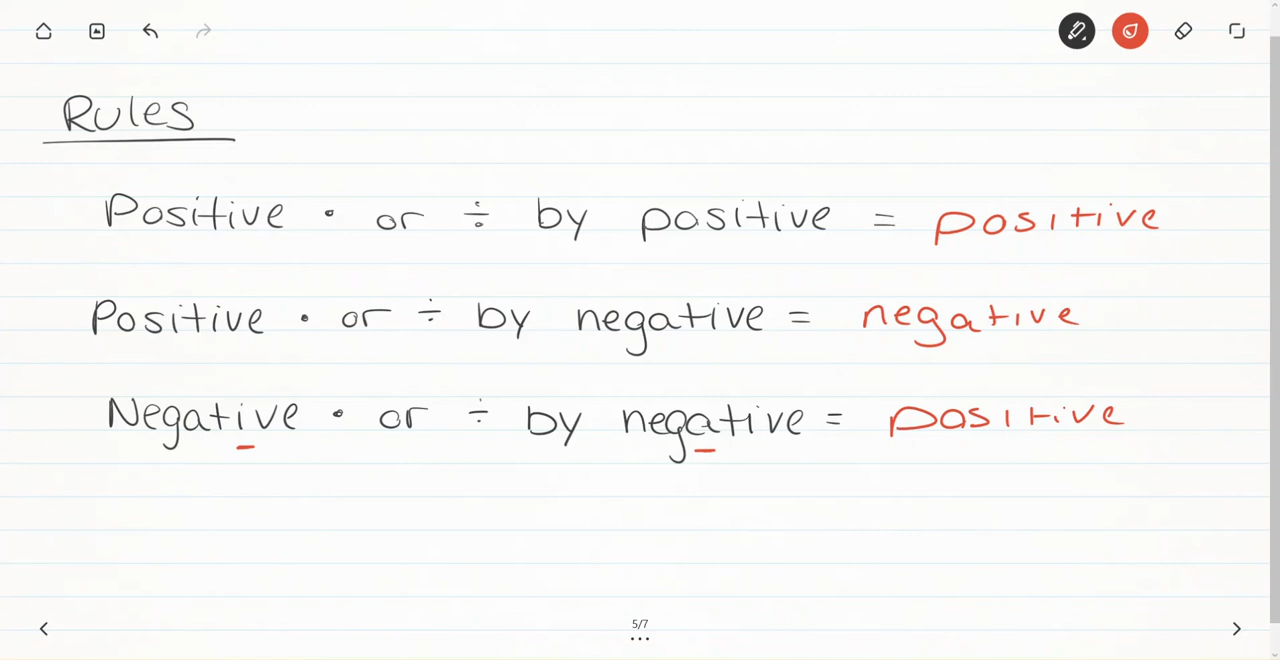 Rules
Positive • or ÷ by positive = positive
Positive • or ÷ by negative = negative
Negative • or ÷ by negative = positive
5/7